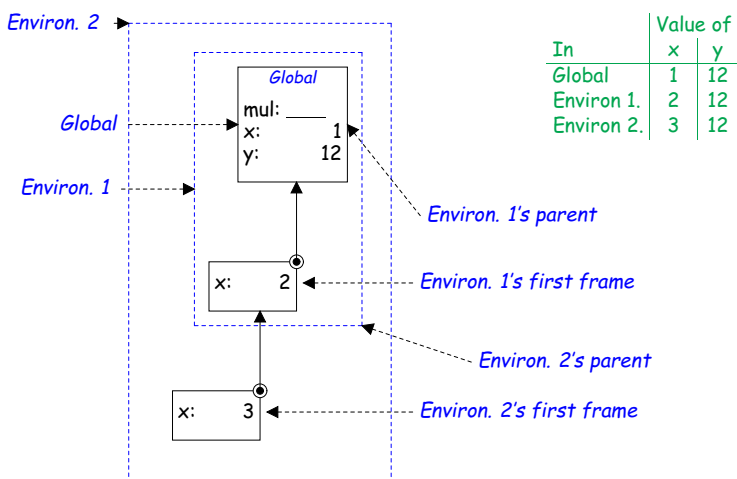 Environ. 2
Value of
In x y
Global 1 12
Environ 1. 2 12
Environ 2. 3 12
Global
mul: ____
x: 1
y: 12
Global
Environ. 1
Environ. 1's parent
x: 2
Environ. 1's first frame
Environ. 2's parent
x: 3
Environ. 2's first frame